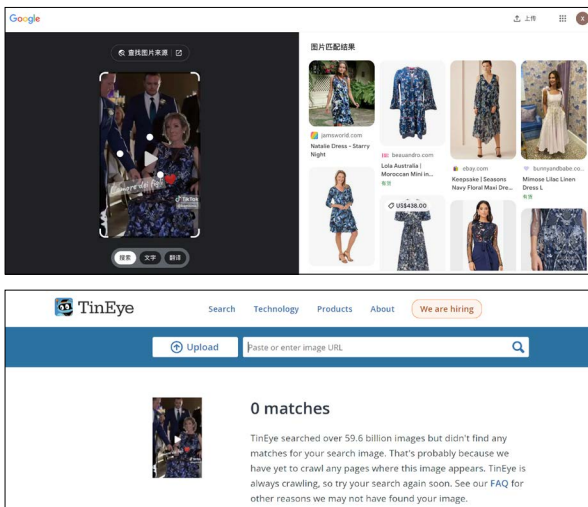 Google
上传
X
查找图片来源
图片匹配结果
L'amore dei figli
TikTok
搜索
文字
翻译
jamsworld.com
Natalie Dress - Starry
Night
beauandro.com
Lola Australia |
Moroccan Mini in...
有货
ebay.com
Keepsake | Seasons
Navy Floral Maxi Dre...
bunnyandbabe.co...
Mimose Lilac Linen
Dress L
有货
US$438.00
TinEye
Search
Technology
Products
About
We are hiring
Upload
Paste or enter image URL
0 matches
TinEye searched over 59.6 billion images but didn't find any
matches for your search image. That's probably because we
have yet to crawl any pages where this image appears. TinEye is
always crawling, so try your search again soon. See our FAQ for
other reasons we may not have found your image.